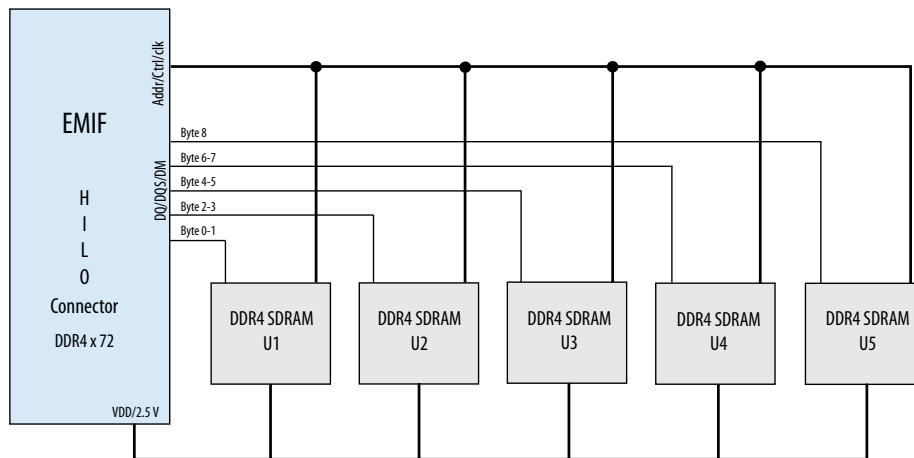 Addr/Ctrl/clk
EMIF
Byte 8
Byte 6-7
DQ/DQS/DM
Byte 4-5
H
Byte 2-3
I
L
Byte 0-1
O
Connector
DDR4 x 72
DDR4 SDRAM
U1
DDR4 SDRAM
U2
DDR4 SDRAM
U3
DDR4 SDRAM
U4
DDR4 SDRAM
U5
VDD/2.5 V